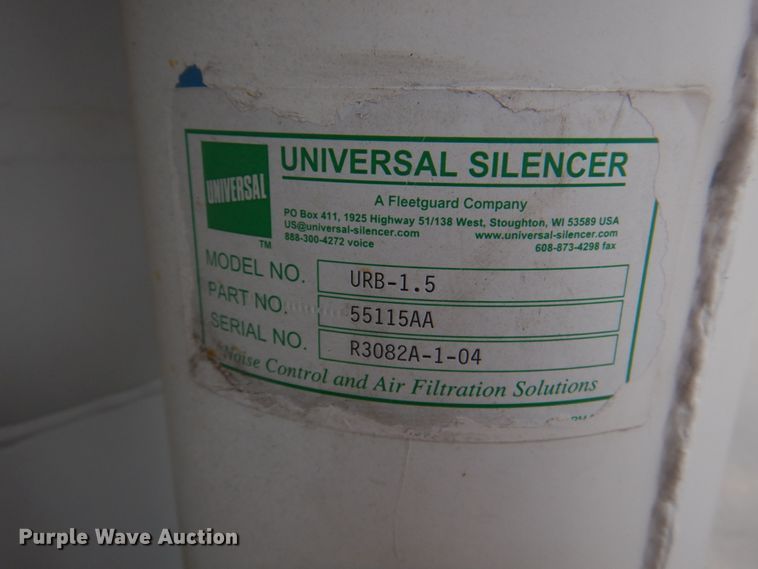 UNIVERSAL
TM
UNIVERSAL SILENCER
A Fleetguard Company
PO Box 411, 1925 Highway 51/138 West, Stoughton, WI 53589 USA
US@universal-silencer.com www.universal-silencer.com
888-300-4272 voice 608-873-4298 fax
MODEL NO. URB-1.5
PART NO. 55115AA
SERIAL NO. R3082A-1-04
Noise Control and Air Filtration Solutions
Purple Wave Auction